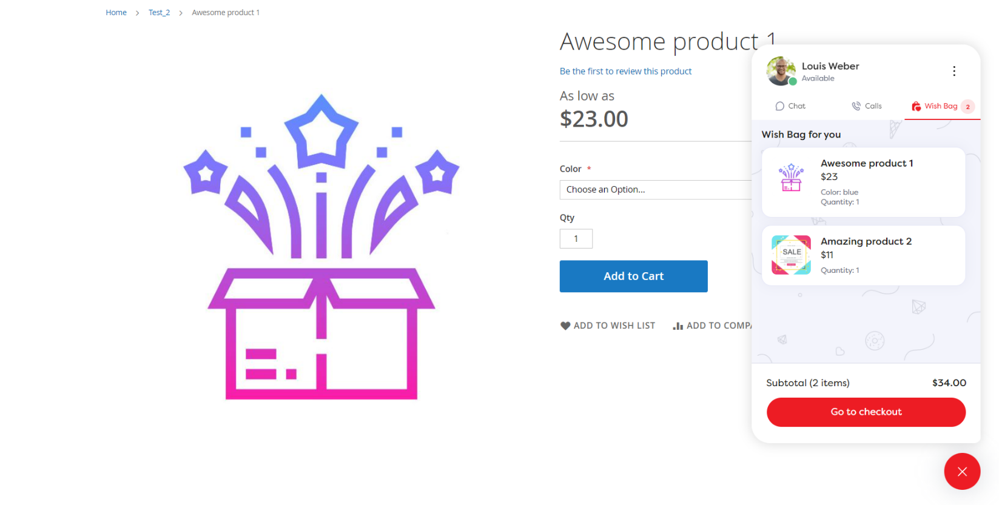 Home > Test_2 > Awesome product 1
Awesome product 1
Be the first to review this product
As low as
$23.00
Color *
Choose an Option...
Qty
1
Add to Cart
ADD TO WISH LIST
ADD TO COMPA
Louis Weber
Available
Chat
Calls
Wish Bag 2
Wish Bag for you
Awesome product 1
$23
Color: blue
Quantity: 1
SALE
Amazing product 2
$11
Quantity: 1
Subtotal (2 items) $34.00
Go to checkout